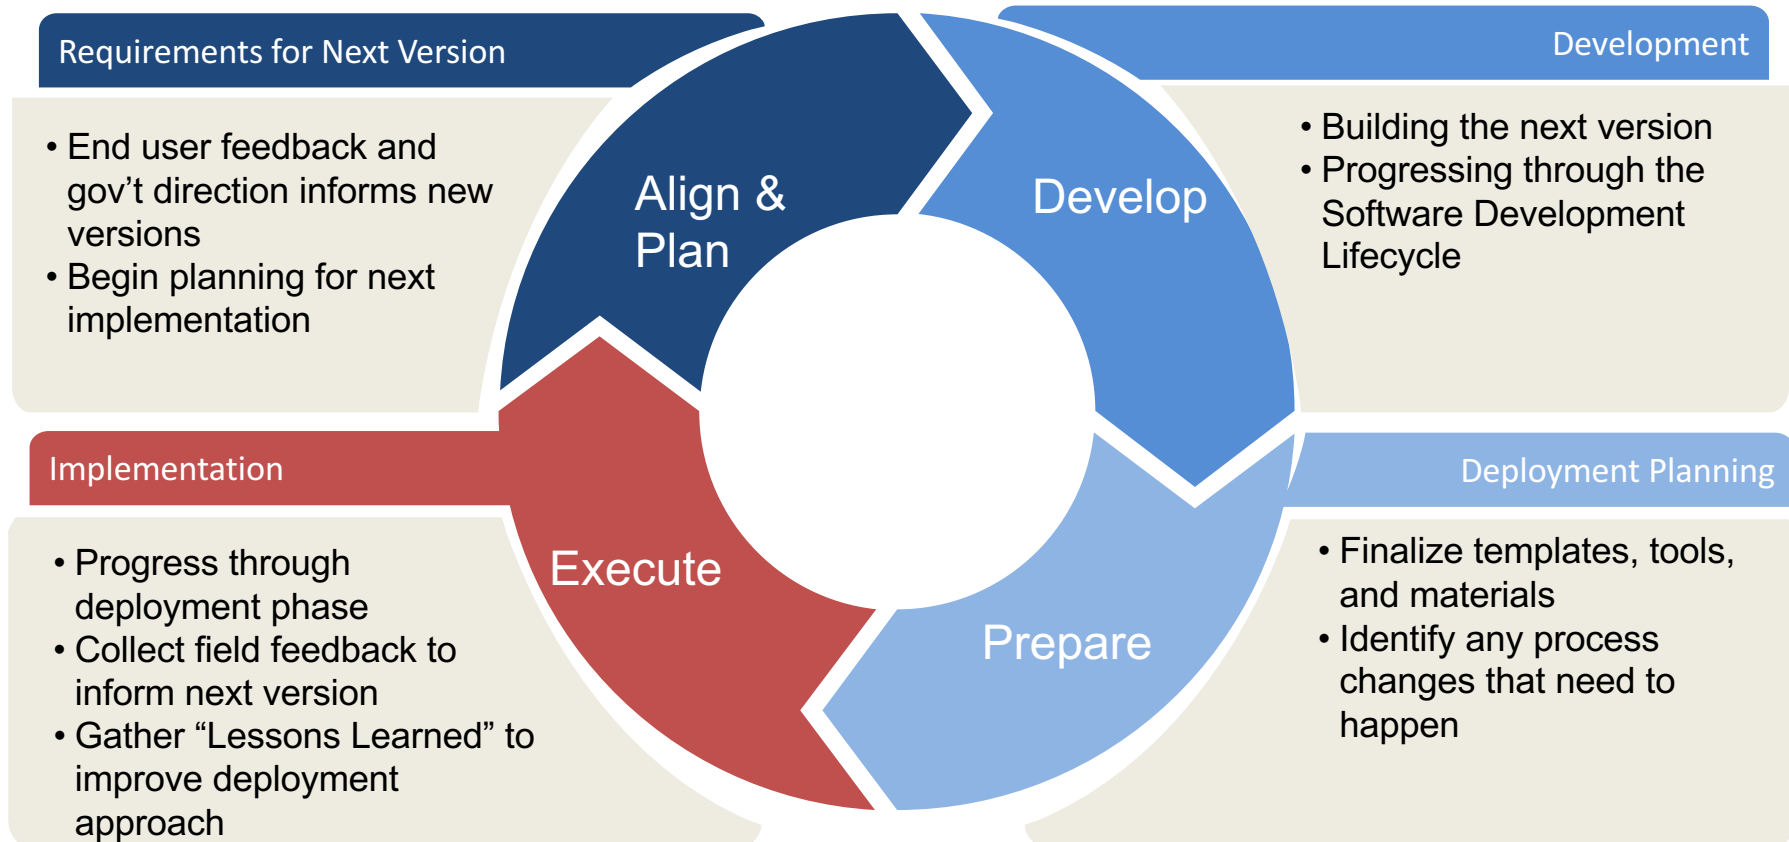 Requirements for Next Version
• End user feedback and
gov’t direction informs new
versions
• Begin planning for next
implementation
Align &
Plan
Development
• Building the next version
• Progressing through the
Software Development
Lifecycle
Develop
Implementation
• Progress through
deployment phase
• Collect field feedback to
inform next version
• Gather “Lessons Learned” to
improve deployment
approach
Execute
Deployment Planning
• Finalize templates, tools,
and materials
• Identify any process
changes that need to
happen
Prepare